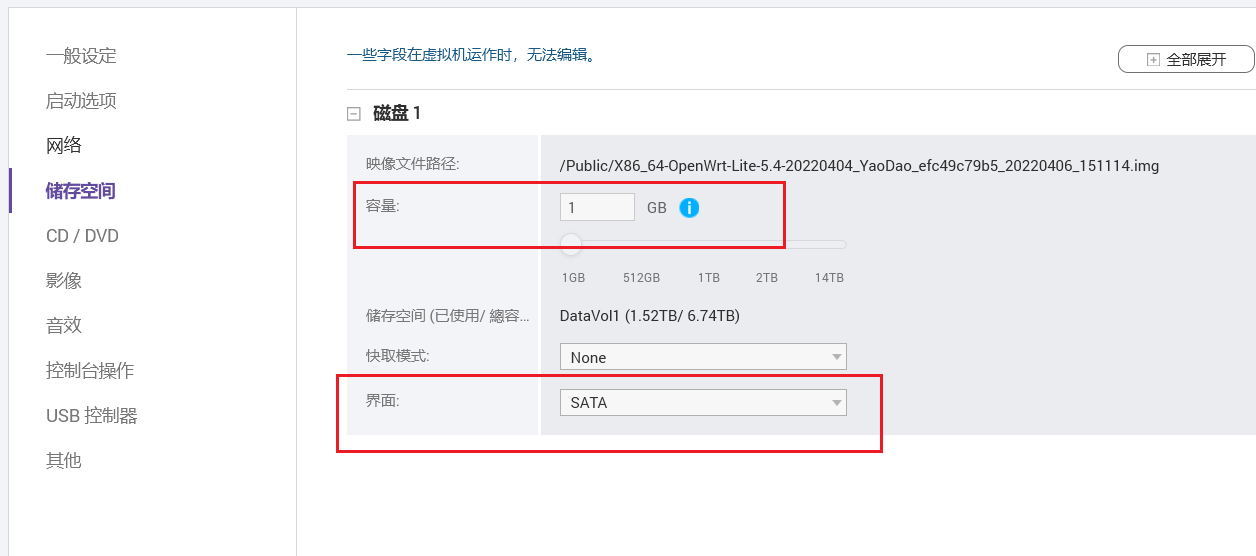 一般设定
启动选项
网络
储存空间
CD / DVD
影像
音效
控制台操作
USB 控制器
其他
一些字段在虚拟机运作时，无法编辑。
全部展开
磁盘 1
映像文件路径: /Public/X86_64-OpenWrt-Lite-5.4-20220404_YaoDao_efc49c79b5_20220406_151114.img
容量: 1 GB
1GB 512GB 1TB 2TB 14TB
储存空间 (已使用/ 總容... DataVol1 (1.52TB/ 6.74TB)
快取模式: None
界面: SATA